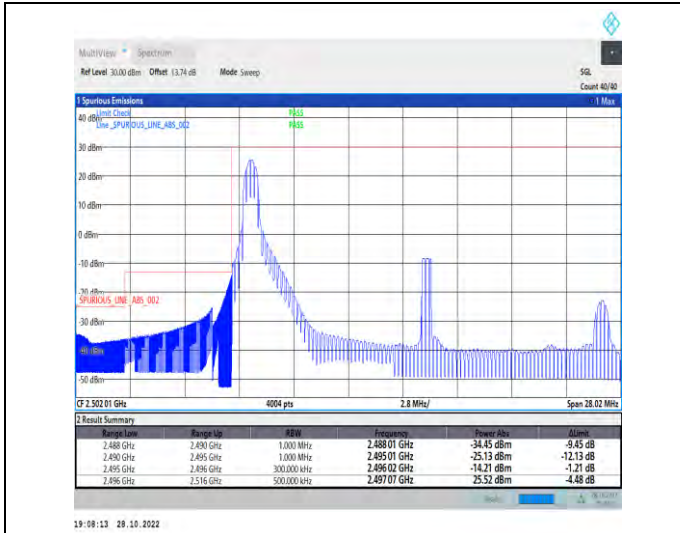 MultiView Spectrum
Ref Level 30.00 dBm Offset 13.74 dB Mode Sweep SGL
Count 40/40
1 Spurious Emissions 1 Max
Limit Check PASS
40 dBm
Line _SPURIOUS_LINE_ABS_002 PASS
30 dBm
20 dBm
10 dBm
0 dBm
-10 dBm
-20 dBm
_SPURIOUS_LINE_ABS_002
-30 dBm
-40 dBm
-50 dBm
CF 2.502 01 GHz 4004 pts 2.8 MHz/ Span 28.02 MHz
2 Result Summary
Range Low Range Up RBW Frequency Power Abs ΔLimit
2.488 GHz 2.490 GHz 1.000 MHz 2.488 01 GHz -34.45 dBm -9.45 dB
2.490 GHz 2.495 GHz 1.000 MHz 2.495 01 GHz -25.13 dBm -12.13 dB
2.495 GHz 2.496 GHz 300.000 kHz 2.496 02 GHz -14.21 dBm -1.21 dB
2.496 GHz 2.516 GHz 500.000 kHz 2.497 07 GHz 25.52 dBm -4.48 dB
19:08:13 28.10.2022